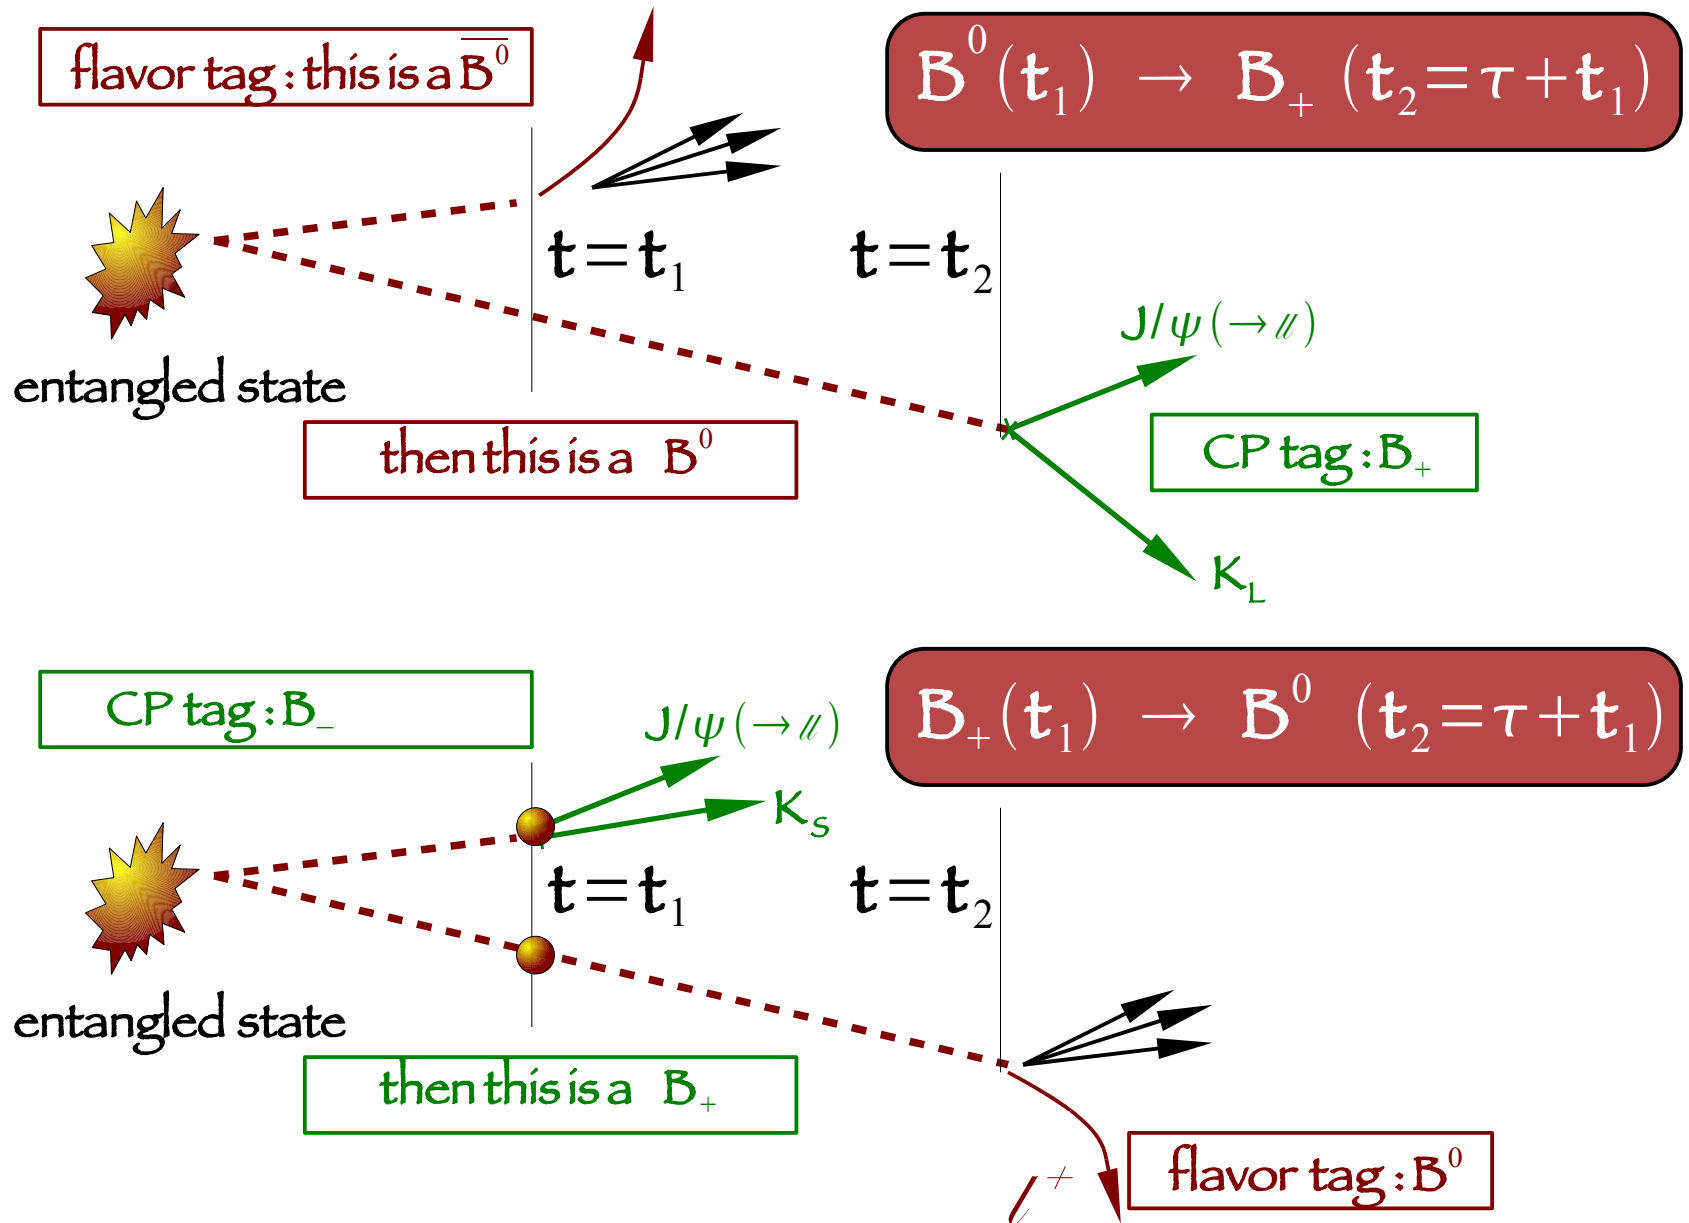 flavor tag : this is a B̅⁰
B⁰(t₁) → B₊ (t₂=τ+t₁)
t=t₁
t=t₂
J/ψ(→ℓℓ)
entangled state
then this is a B⁰
CP tag : B₊
K_L
CP tag : B₋
B₊(t₁) → B⁰ (t₂=τ+t₁)
J/ψ(→ℓℓ)
K_S
t=t₁
t=t₂
entangled state
then this is a B₊
ℓ⁺
flavor tag : B⁰